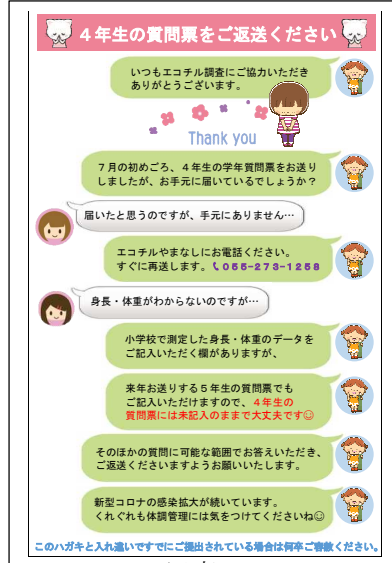 ４年生の質問票をご返送ください
いつもエコチル調査にご協力いただき
ありがとうございます。
Thank you
７月の初めごろ、４年生の学年質問票をお送り
しましたが、お手元に届いているでしょうか？
届いたと思うのですが、手元にありません…
エコチルやまなしにお電話ください。
すぐに再送します。📞055-273-1258
身長・体重がわからないのですが…
小学校で測定した身長・体重のデータを
ご記入いただく欄がありますが、
来年お送りする５年生の質問票でも
ご記入いただけますので、４年生の
質問票には未記入のままで大丈夫です☺
そのほかの質問に可能な範囲でお答えいただき、
ご返送くださいますようお願いいたします。
新型コロナの感染拡大が続いています。
くれぐれも体調管理には気をつけてくださいね☺
このハガキと入れ違いですでにご提出されている場合は何卒ご容赦ください。